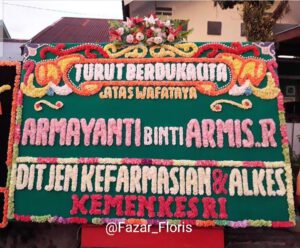 TURUT BERDUKACITA
ATAS WAFATNYA
ARMAYANTI BINTI ARMIS..R
DITJEN KEFARMASIAN & ALKES
KEMENKES RI
@Fazar_Floris